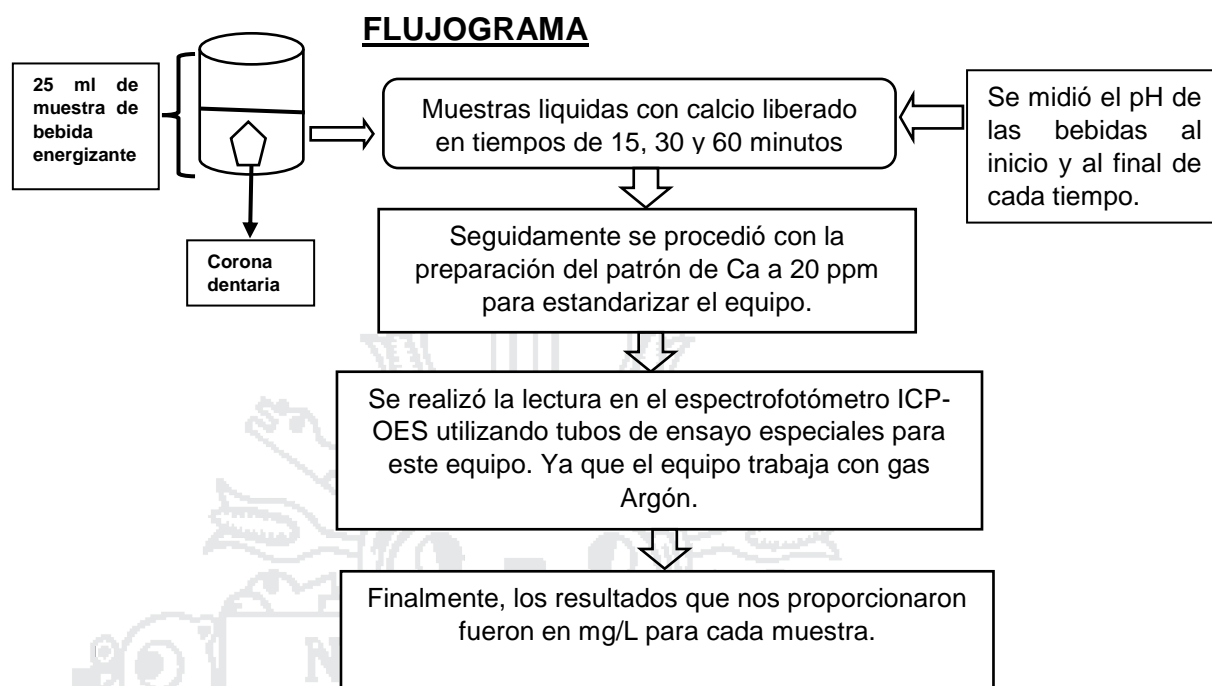 FLUJOGRAMA
25 ml de
muestra de
bebida
energizante
Corona
dentaria
Muestras liquidas con calcio liberado
en tiempos de 15, 30 y 60 minutos
Se midió el pH de
las bebidas al
inicio y al final de
cada tiempo.
Seguidamente se procedió con la
preparación del patrón de Ca a 20 ppm
para estandarizar el equipo.
Se realizó la lectura en el espectrofotómetro ICP-
OES utilizando tubos de ensayo especiales para
este equipo. Ya que el equipo trabaja con gas
Argón.
Finalmente, los resultados que nos proporcionaron
fueron en mg/L para cada muestra.